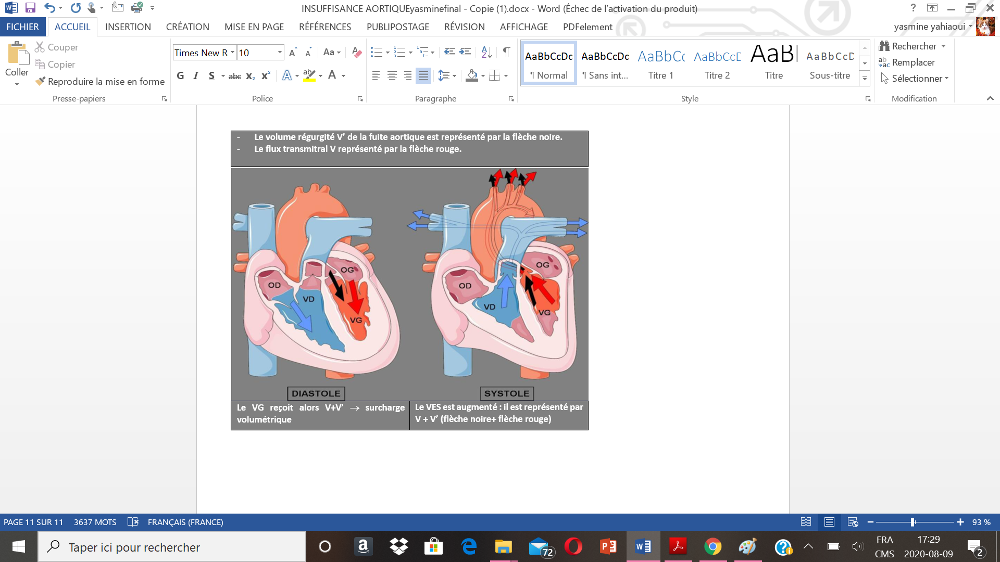 INSUFFISANCE AORTIQUEyasminefinal - Copie (1).docx - Word (Échec de l'activation du produit)
?
FICHIER ACCUEIL INSERTION CRÉATION MISE EN PAGE RÉFÉRENCES PUBLIPOSTAGE RÉVISION AFFICHAGE PDFelement
yasmine yahiaoui
Coller
Couper
Copier
Reproduire la mise en forme
Presse-papiers
Times New R 10
Aa
G I S abc x₂ x²
Police
Paragraphe
AaBbCcDc AaBbCcDc AaBbCc AaBbCcD AaBl AaBbCcD
¶ Normal ¶ Sans int... Titre 1 Titre 2 Titre Sous-titre
Style
Rechercher
Remplacer
Sélectionner
Modification
- Le volume régurgité V’ de la fuite aortique est représenté par la flèche noire.
- Le flux transmitral V représenté par la flèche rouge.
OG
OD
VD
VG
OG
OD
VD
VG
DIASTOLE
SYSTOLE
Le VG reçoit alors V+V’ → surcharge
volumétrique
Le VES est augmenté : il est représenté par
V + V’ (flèche noire+ flèche rouge)
PAGE 11 SUR 11 3637 MOTS FRANÇAIS (FRANCE)
93 %
Taper ici pour rechercher
72
FRA
CMS
17:29
2020-08-09
2